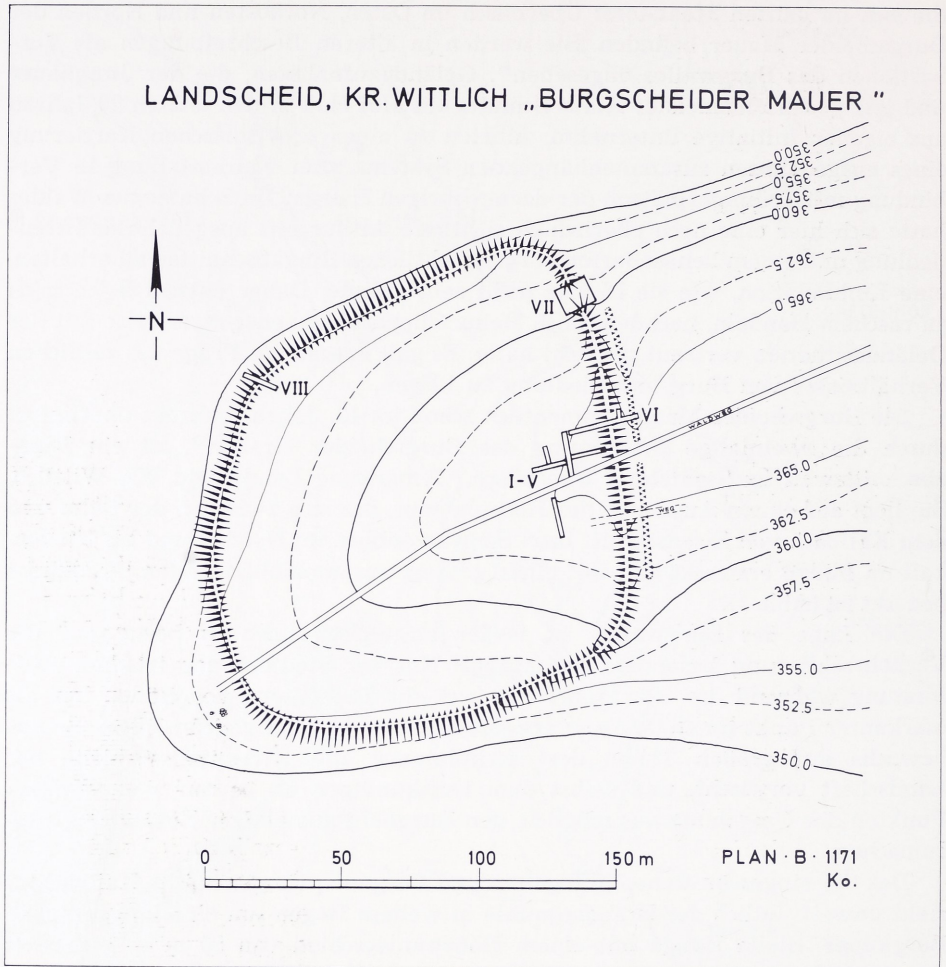 LANDSCHEID, KR. WITTLICH „BURGSCHEIDER MAUER"
350.0
352.5
355.0
357.5
360.0
362.5
365.0
N
VII
VIII
VI
WALDWEG
I-V
WEG
365.0
362.5
360.0
357.5
355.0
352.5
350.0
0 50 100 150 m
PLAN · B · 1171
Ko.